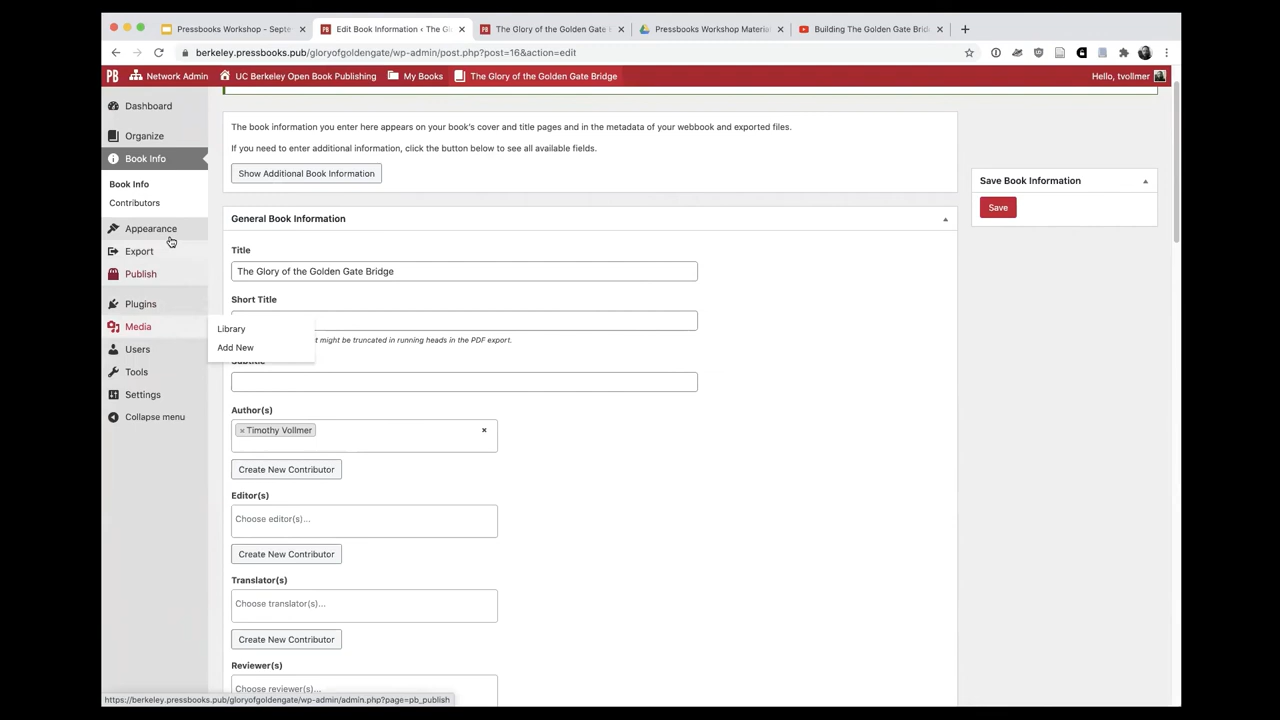 Pressbooks Workshop - Septe
Edit Book Information ‹ The Gl
The Glory of the Golden Gate
Pressbooks Workshop Material
Building The Golden Gate Brid
berkeley.pressbooks.pub/gloryofgoldengate/wp-admin/post.php?post=16&action=edit
PB Network Admin UC Berkeley Open Book Publishing My Books The Glory of the Golden Gate Bridge Hello, tvollmer
Dashboard
Organize
Book Info
Book Info
Contributors
Appearance
Export
Publish
Plugins
Media
Users
Tools
Settings
Collapse menu
Library
Add New
The book information you enter here appears on your book's cover and title pages and in the metadata of your webbook and exported files.
If you need to enter additional information, click the button below to see all available fields.
Show Additional Book Information
General Book Information
Title
The Glory of the Golden Gate Bridge
Short Title
t might be truncated in running heads in the PDF export.
Subtitle
Author(s)
× Timothy Vollmer ×
Create New Contributor
Editor(s)
Choose editor(s)...
Create New Contributor
Translator(s)
Choose translator(s)...
Create New Contributor
Reviewer(s)
Choose reviewer(s)...
Save Book Information
Save
https://berkeley.pressbooks.pub/gloryofgoldengate/wp-admin/admin.php?page=pb_publish